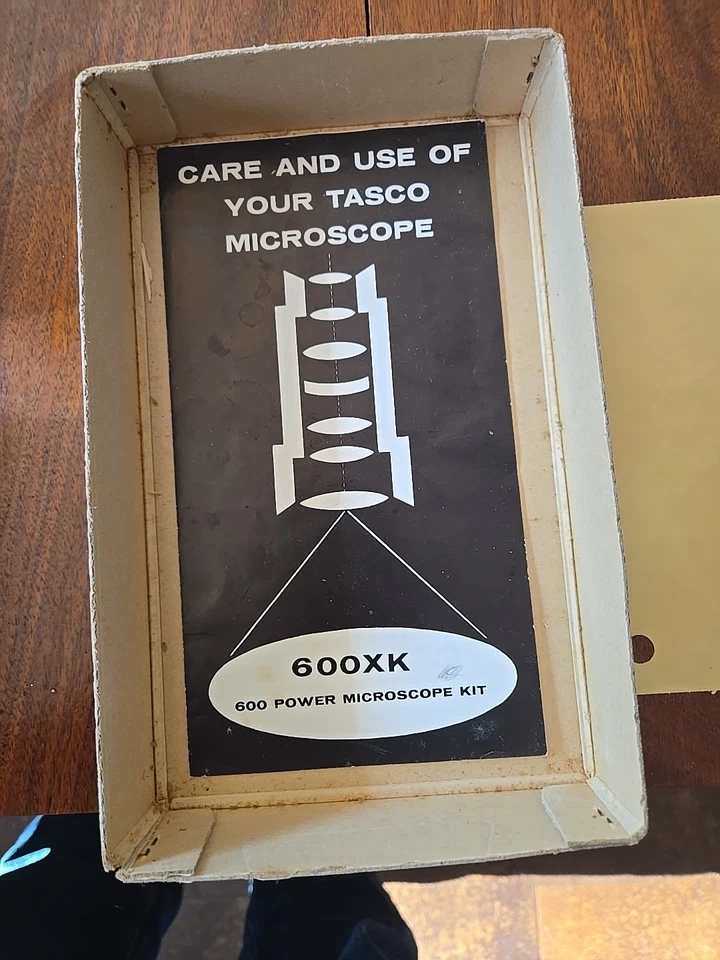 CARE AND USE OF
YOUR TASCO
MICROSCOPE
600XK
600 POWER MICROSCOPE KIT